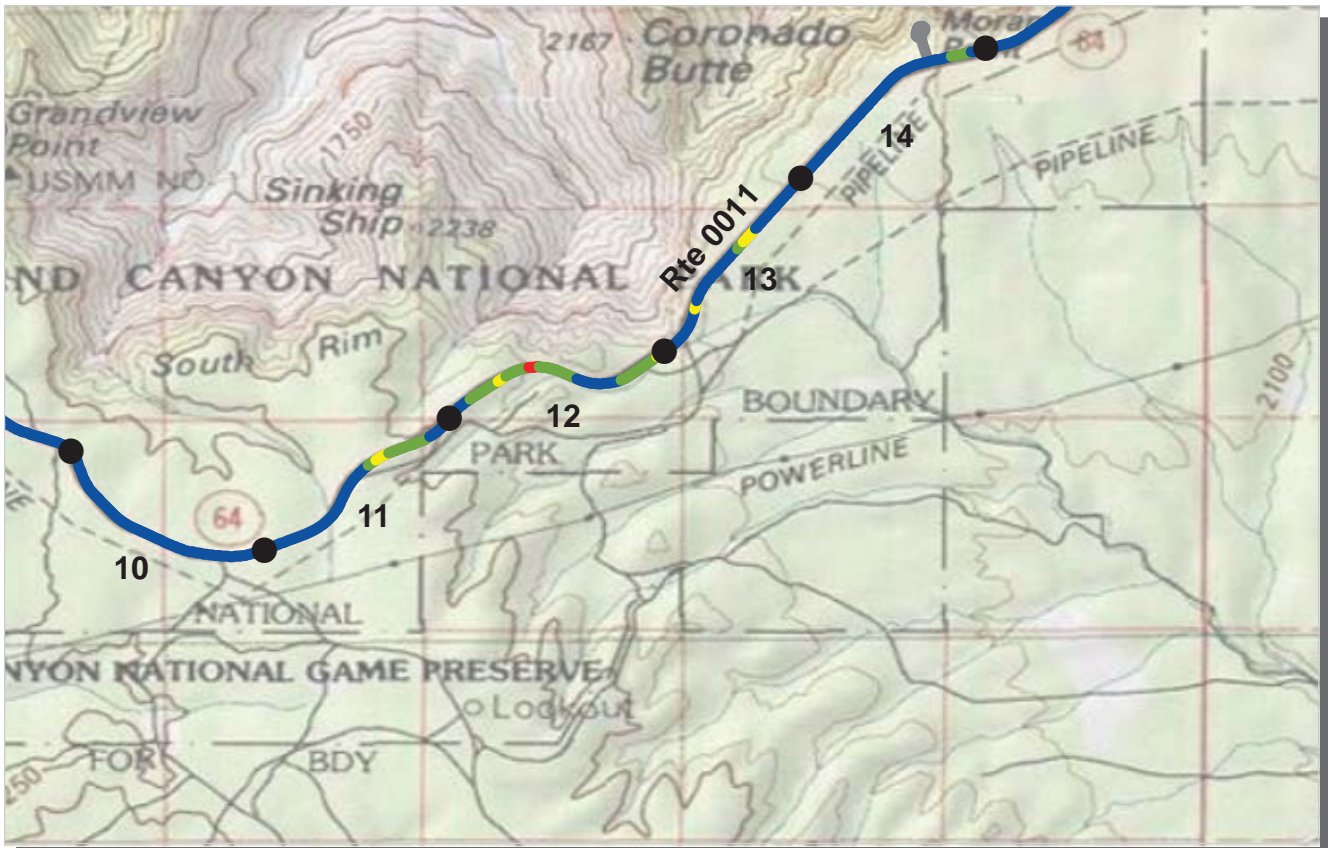 2167
Coronado
Butte
Moran
64
Grandview
Point
USMM NO
1750
Sinking
Ship
2238
14
PIPELINE
PIPELINE
Rte 0011
13
ND CANYON NATIONAL
South Rim
12
BOUNDARY
PARK
POWERLINE
2100
64
11
10
NATIONAL
NYON NATIONAL GAME PRESERVE
Lookout
FOR BDY
250